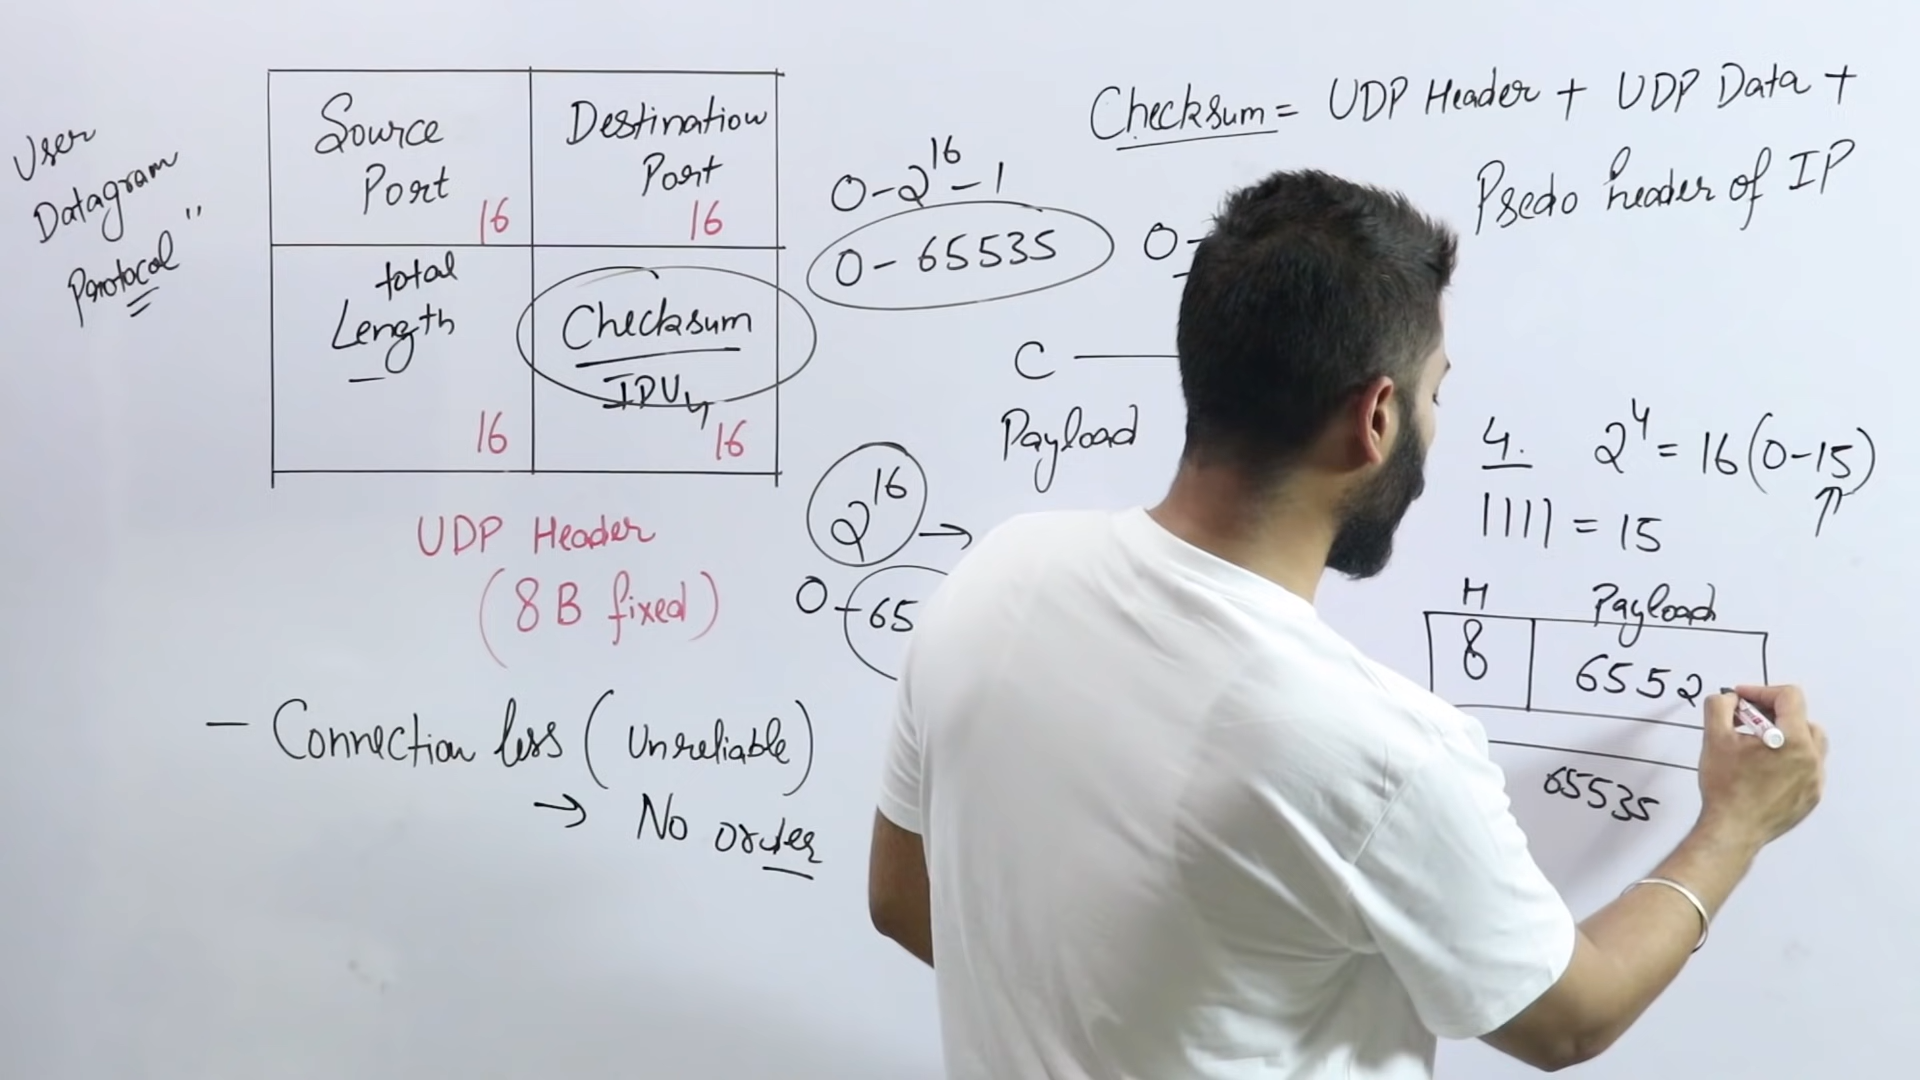 User
Datagram
Protocol"
Source
Port
16
Destination
Port
16
total
Length
16
Checksum
IPV4
16
UDP Header
(8 B fixed)
- Connection less (Unreliable)
→ No order
0-2^16-1
0-65535
0-
C
Payload
2^16 →
0-65
Checksum = UDP Header + UDP Data +
Psedo header of IP
4. 2^4 = 16 (0-15)
1111 = 15
H Payload
8 6552
65535